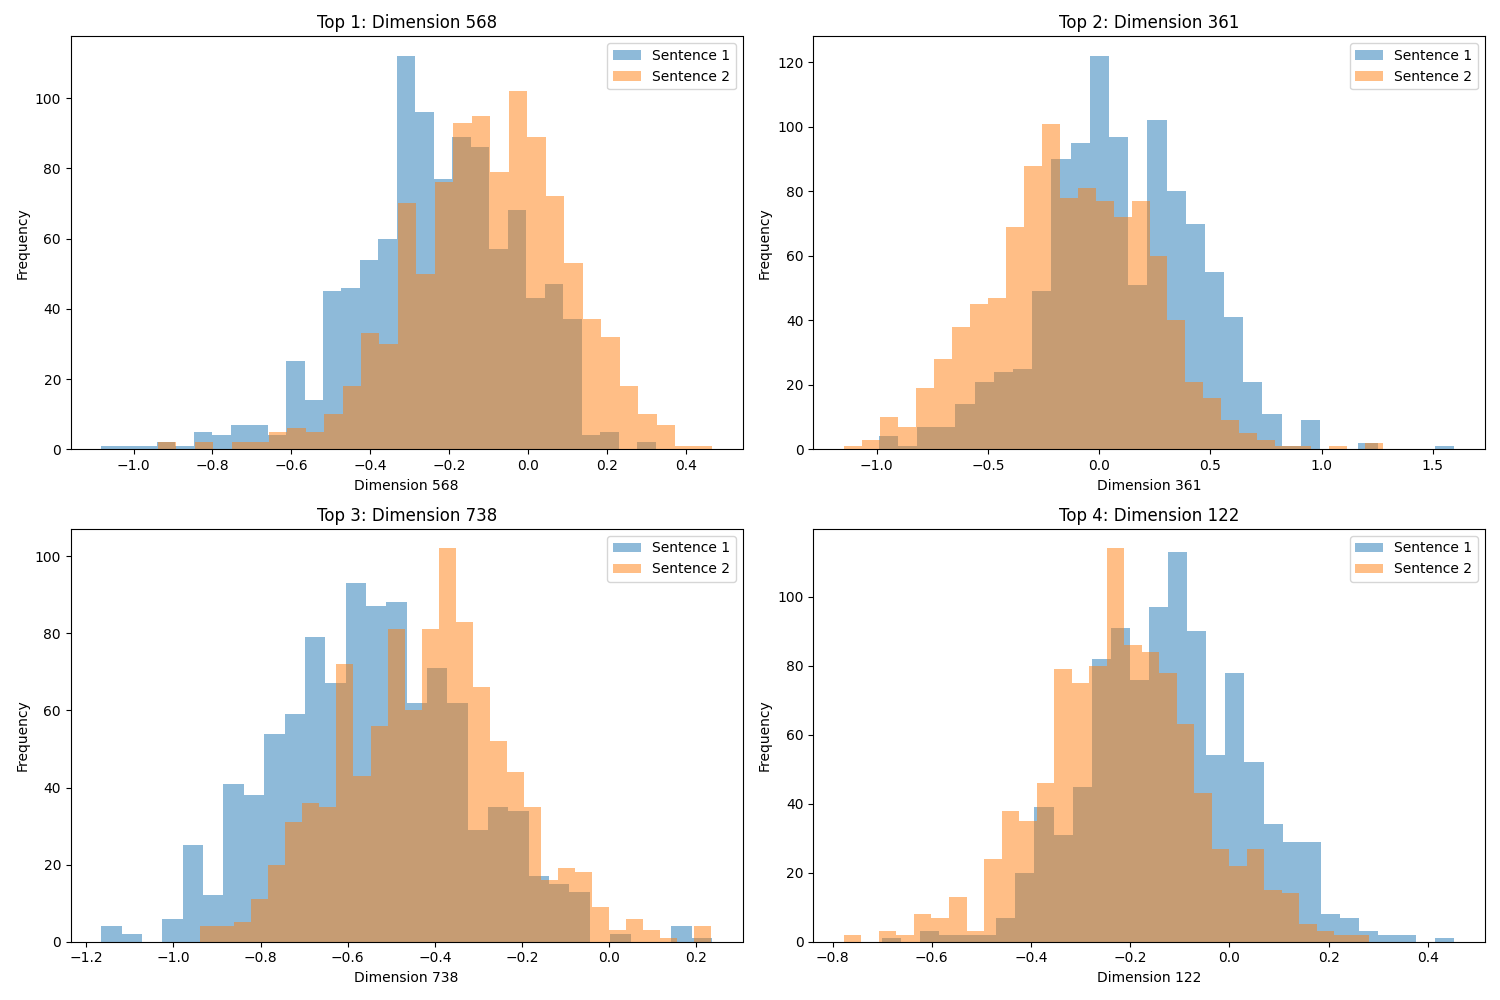 Top 1: Dimension 568
Sentence 1
Sentence 2
Frequency
100
80
60
40
20
0
−1.0 −0.8 −0.6 −0.4 −0.2 0.0 0.2 0.4
Dimension 568
Top 2: Dimension 361
Sentence 1
Sentence 2
Frequency
120
100
80
60
40
20
0
−1.0 −0.5 0.0 0.5 1.0 1.5
Dimension 361
Top 3: Dimension 738
Sentence 1
Sentence 2
Frequency
100
80
60
40
20
0
−1.2 −1.0 −0.8 −0.6 −0.4 −0.2 0.0 0.2
Dimension 738
Top 4: Dimension 122
Sentence 1
Sentence 2
Frequency
100
80
60
40
20
0
−0.8 −0.6 −0.4 −0.2 0.0 0.2 0.4
Dimension 122